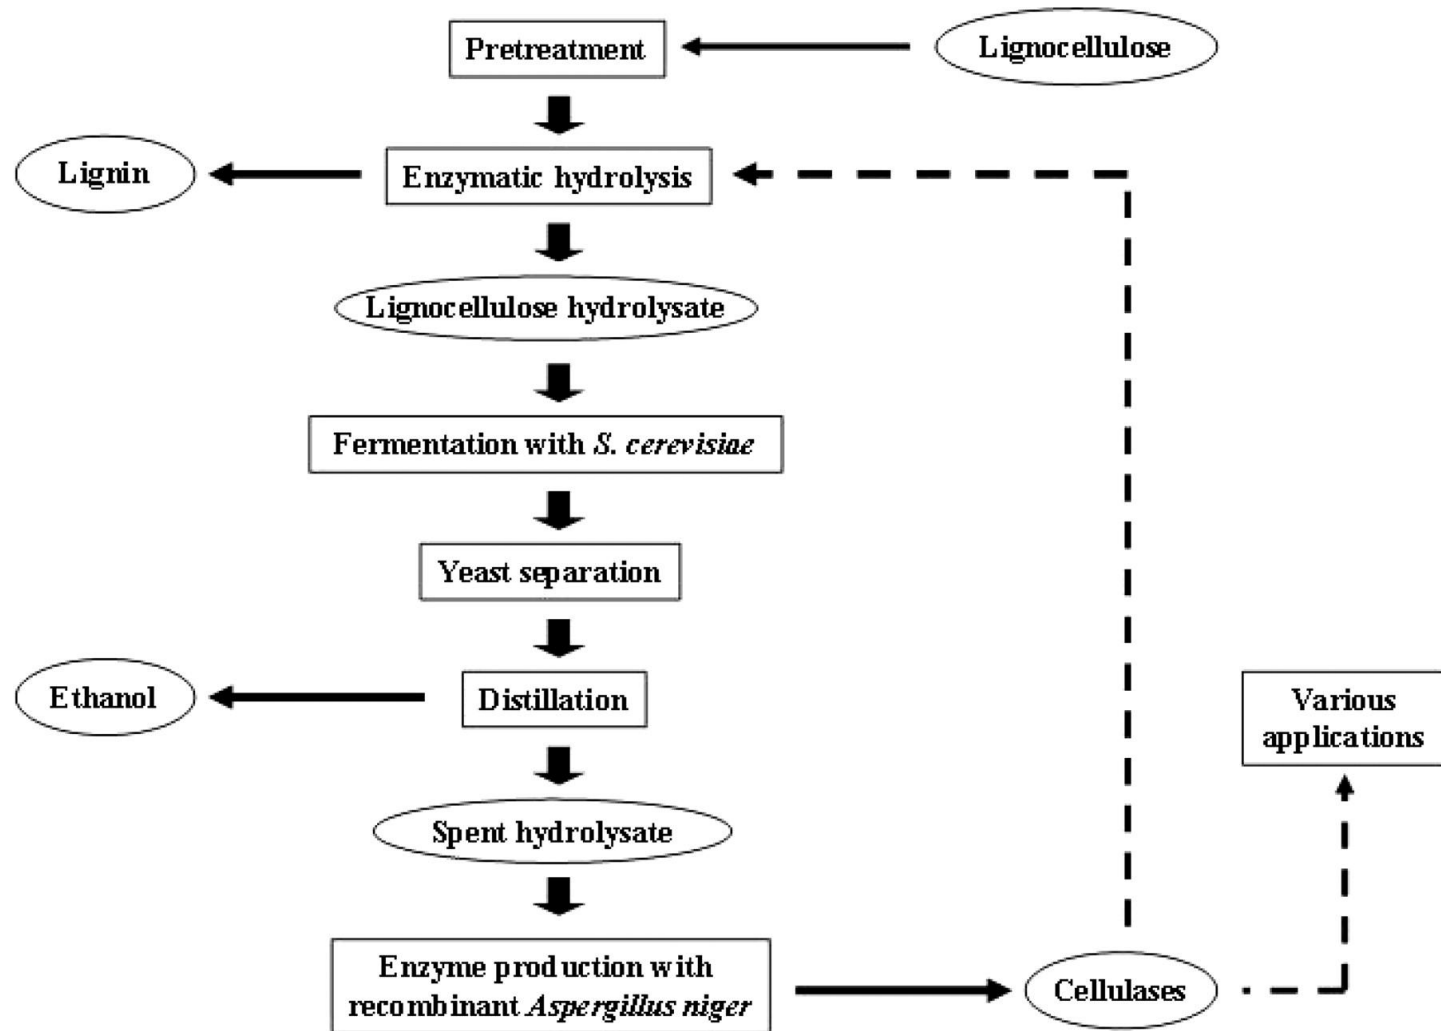 Pretreatment
Lignocellulose
Lignin
Enzymatic hydrolysis
Lignocellulose hydrolysate
Fermentation with S. cerevisiae
Yeast separation
Ethanol
Distillation
Various
applications
Spent hydrolysate
Enzyme production with
recombinant Aspergillus niger
Cellulases